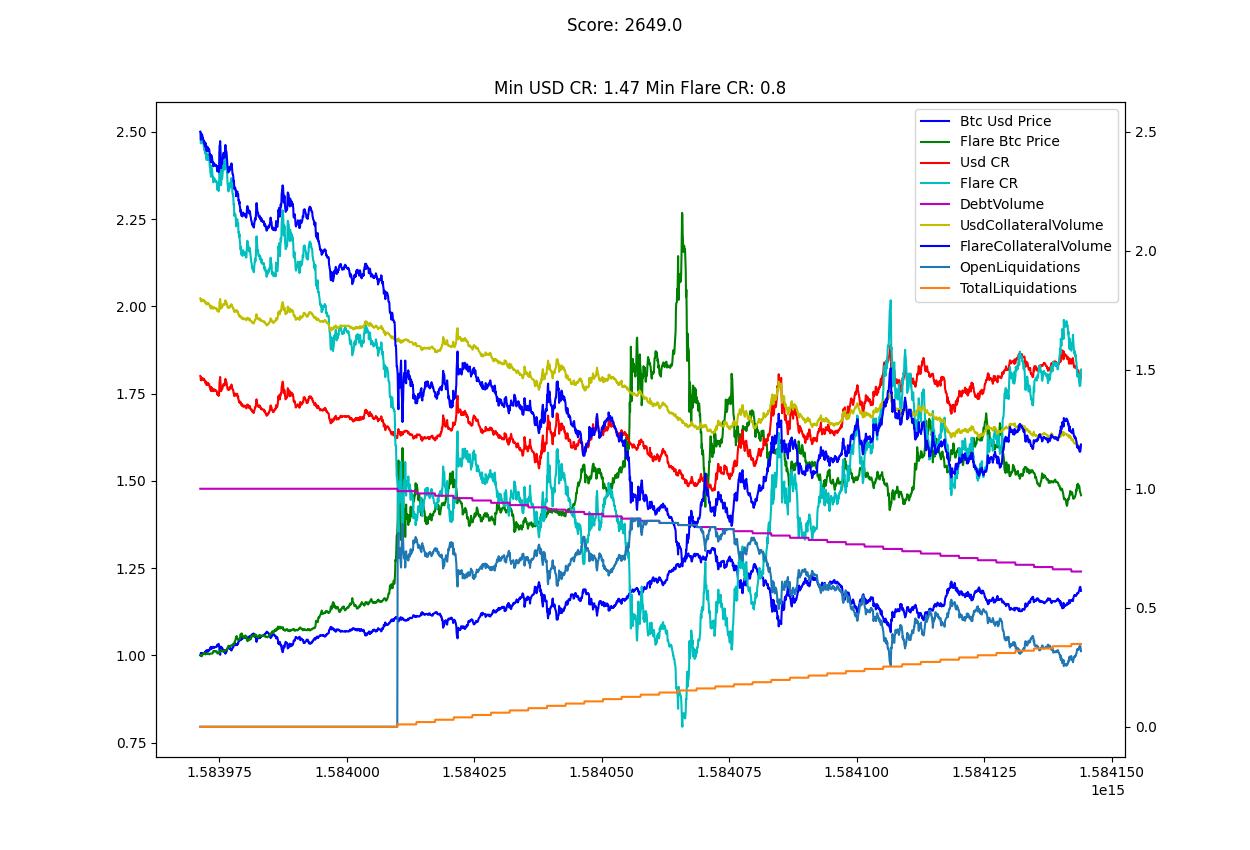 Score: 2649.0
Min USD CR: 1.47 Min Flare CR: 0.8
2.50
2.25
2.00
1.75
1.50
1.25
1.00
0.75
Btc Usd Price
Flare Btc Price
Usd CR
Flare CR
DebtVolume
UsdCollateralVolume
FlareCollateralVolume
OpenLiquidations
TotalLiquidations
2.5
2.0
1.5
1.0
0.5
0.0
1.583975 1.584000 1.584025 1.584050 1.584075 1.584100 1.584125 1.584150
1e15